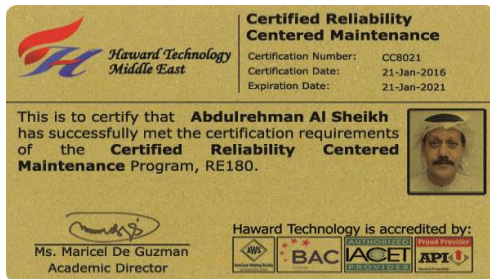 Haward Technology
Middle East
Certified Reliability
Centered Maintenance
Certification Number: CC8021
Certification Date: 21-Jan-2016
Expiration Date: 21-Jan-2021
This is to certify that Abdulrehman Al Sheikh
has successfully met the certification requirements
of the Certified Reliability Centered
Maintenance Program, RE180.
Ms. Maricel De Guzman
Academic Director
Haward Technology is accredited by:
AWS
American Welding Society
BAC
AUTHORIZED
IACET
PROVIDER
Proud Provider
API U